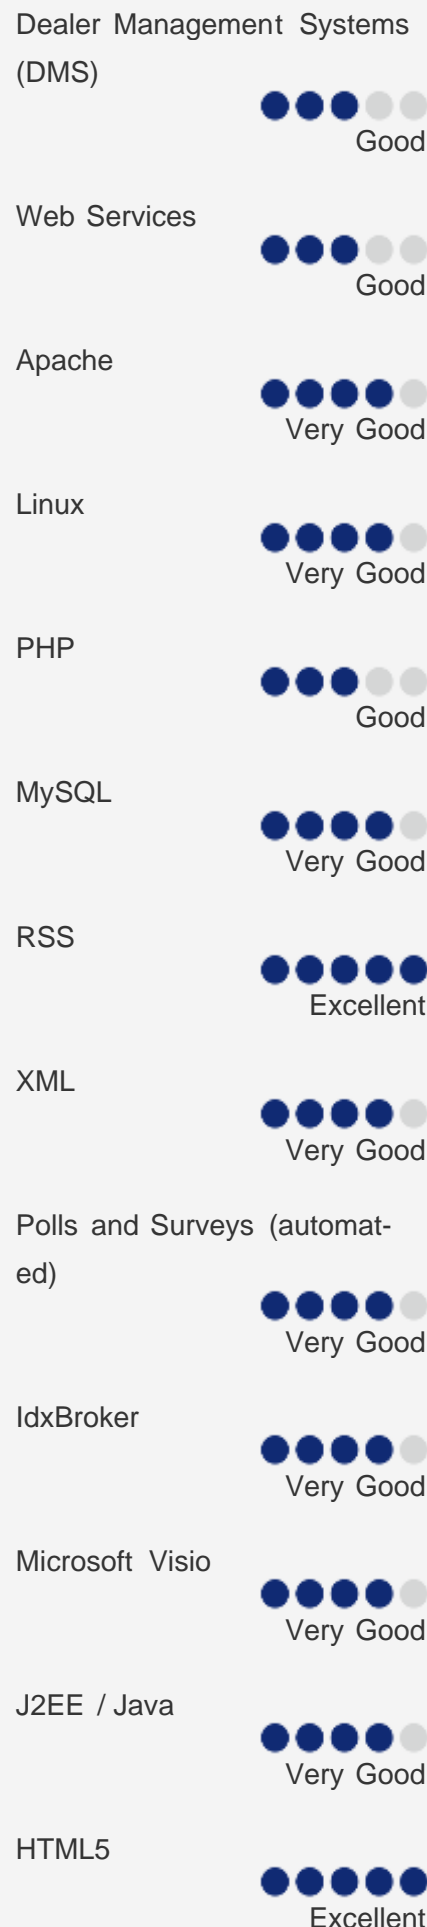 Dealer Management Systems
(DMS)
Good
Web Services
Good
Apache
Very Good
Linux
Very Good
PHP
Good
MySQL
Very Good
RSS
Excellent
XML
Very Good
Polls and Surveys (automat-
ed)
Very Good
IdxBroker
Very Good
Microsoft Visio
Very Good
J2EE / Java
Very Good
HTML5
Excellent